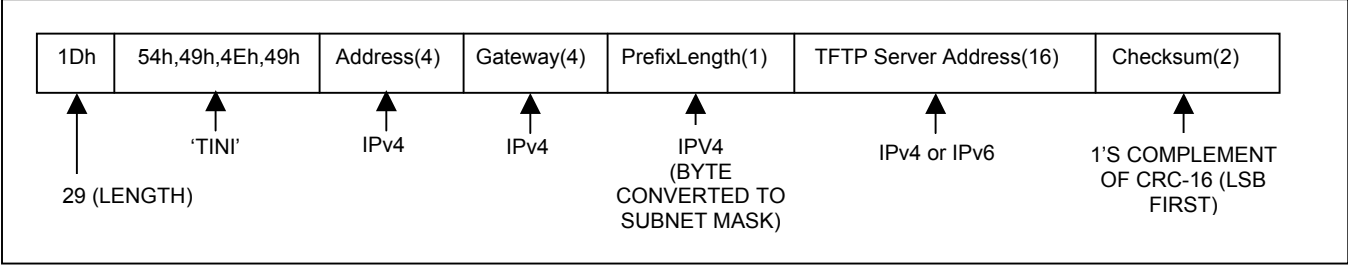 1Dh 54h,49h,4Eh,49h Address(4) Gateway(4) PrefixLength(1) TFTP Server Address(16) Checksum(2)
29 (LENGTH)
‘TINI’
IPv4
IPv4
IPV4
(BYTE
CONVERTED TO
SUBNET MASK)
IPv4 or IPv6
1'S COMPLEMENT
OF CRC-16 (LSB
FIRST)